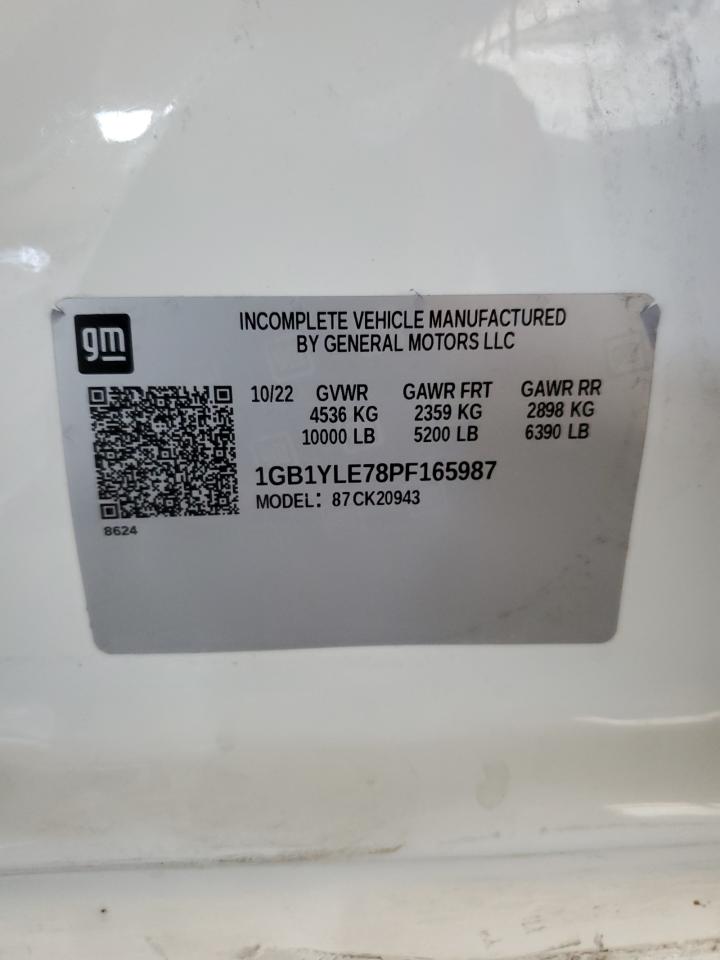 gm
INCOMPLETE VEHICLE MANUFACTURED
BY GENERAL MOTORS LLC
10/22 GVWR GAWR FRT GAWR RR
4536 KG 2359 KG 2898 KG
10000 LB 5200 LB 6390 LB
1GB1YLE78PF165987
MODEL: 87CK20943
8624